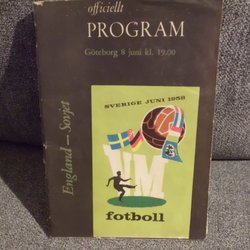 officiellt
PROGRAM
Göteborg 8 juni kl. 19.00
England—Sovjet
SVERIGE JUNI 1958
VM
fotboll